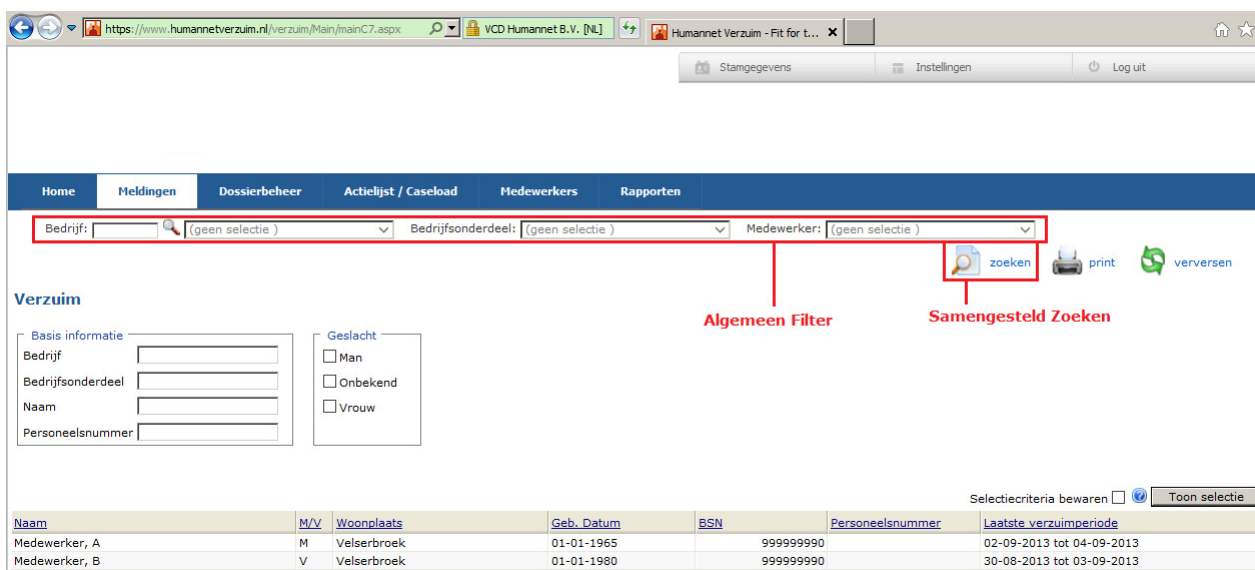 https://www.humannetverzuim.nl/verzuim/Main/mainC7.aspx VCD Humannet B.V. [NL] Humannet Verzuim - Fit for t...
Stamgegevens Instellingen Log uit
Home Meldingen Dossierbeheer Actielijst / Caseload Medewerkers Rapporten
Bedrijf: (geen selectie ) Bedrijfsonderdeel: (geen selectie ) Medewerker: (geen selectie )
zoeken print verversen
Verzuim
Algemeen Filter Samengesteld Zoeken
Basis informatie Geslacht
Bedrijf Man
Bedrijfsonderdeel Onbekend
Naam Vrouw
Personeelsnummer
Selectiecriteria bewaren Toon selectie
Naam M/V Woonplaats Geb. Datum BSN Personeelsnummer Laatste verzuimperiode
Medewerker, A M Velserbroek 01-01-1965 999999990 02-09-2013 tot 04-09-2013
Medewerker, B V Velserbroek 01-01-1980 999999990 30-08-2013 tot 03-09-2013